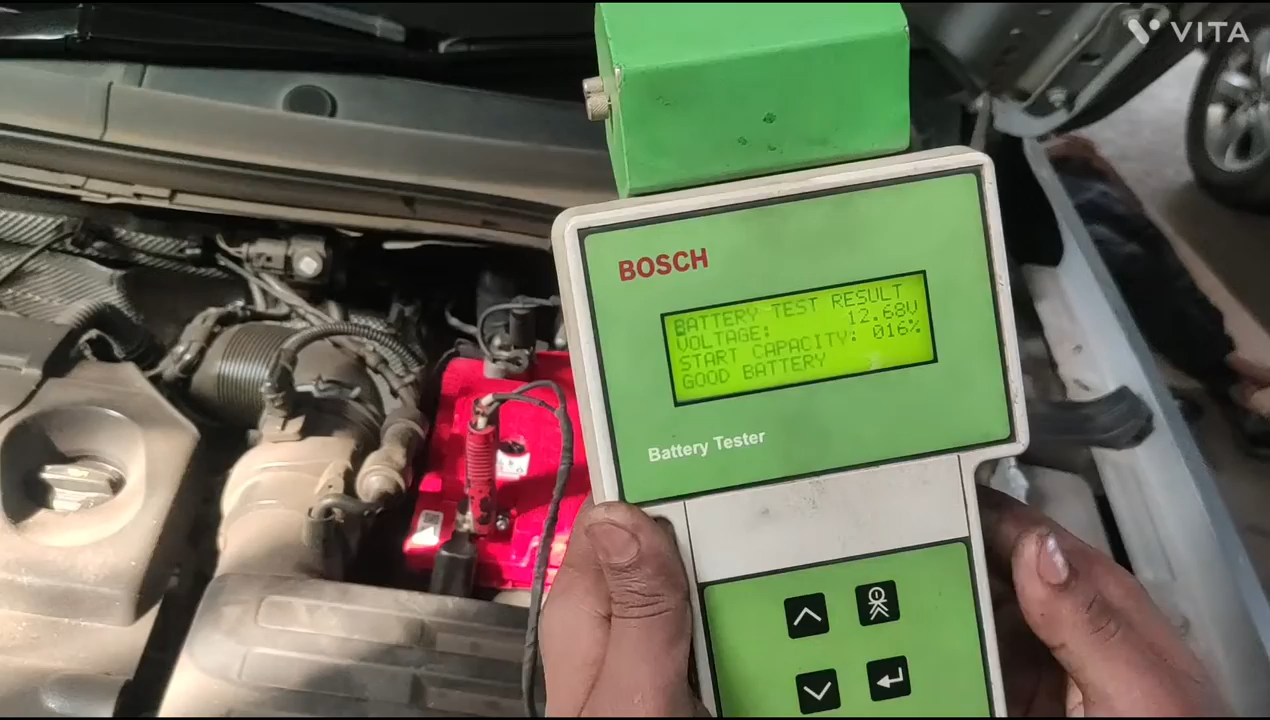 VITA
BOSCH
BATTERY TEST RESULT
VOLTAGE: 12.68V
START CAPACITY: 016%
GOOD BATTERY
Battery Tester